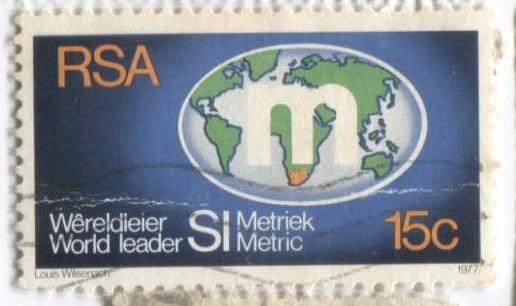 RSA
m
Wêreldleier SI Metriek
World leader Metric
15c
Louis Wilsenach
1977